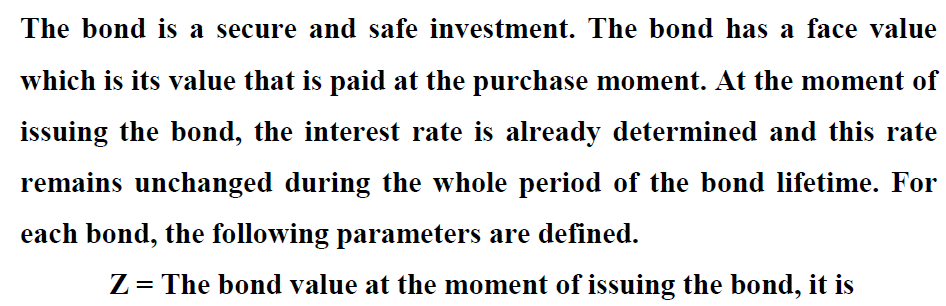 The bond is a secure and safe investment. The bond has a face value
which is its value that is paid at the purchase moment. At the moment of
issuing the bond, the interest rate is already determined and this rate
remains unchanged during the whole period of the bond lifetime. For
each bond, the following parameters are defined.
Z = The bond value at the moment of issuing the bond, it is